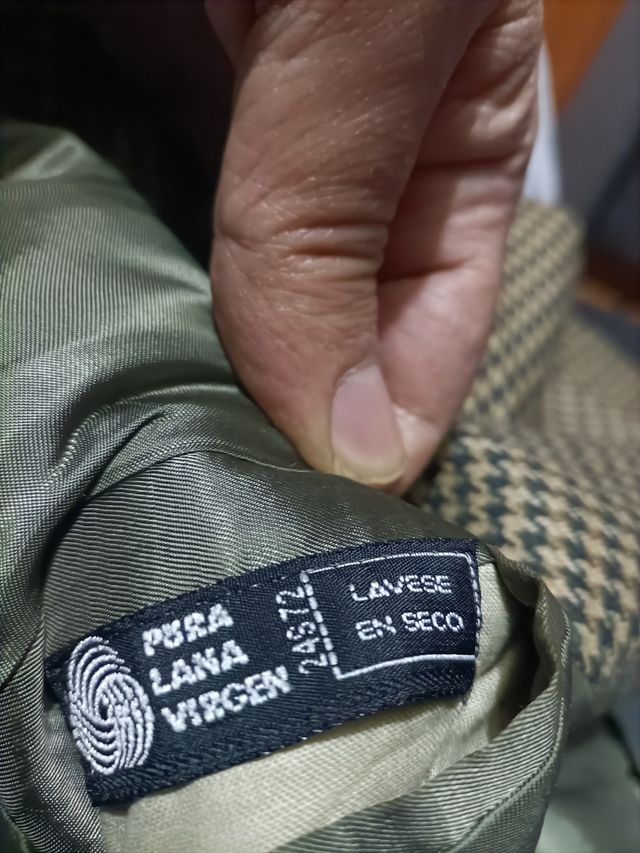 PURA
LANA
VIRGEN
24672
LAVESE
EN SECO